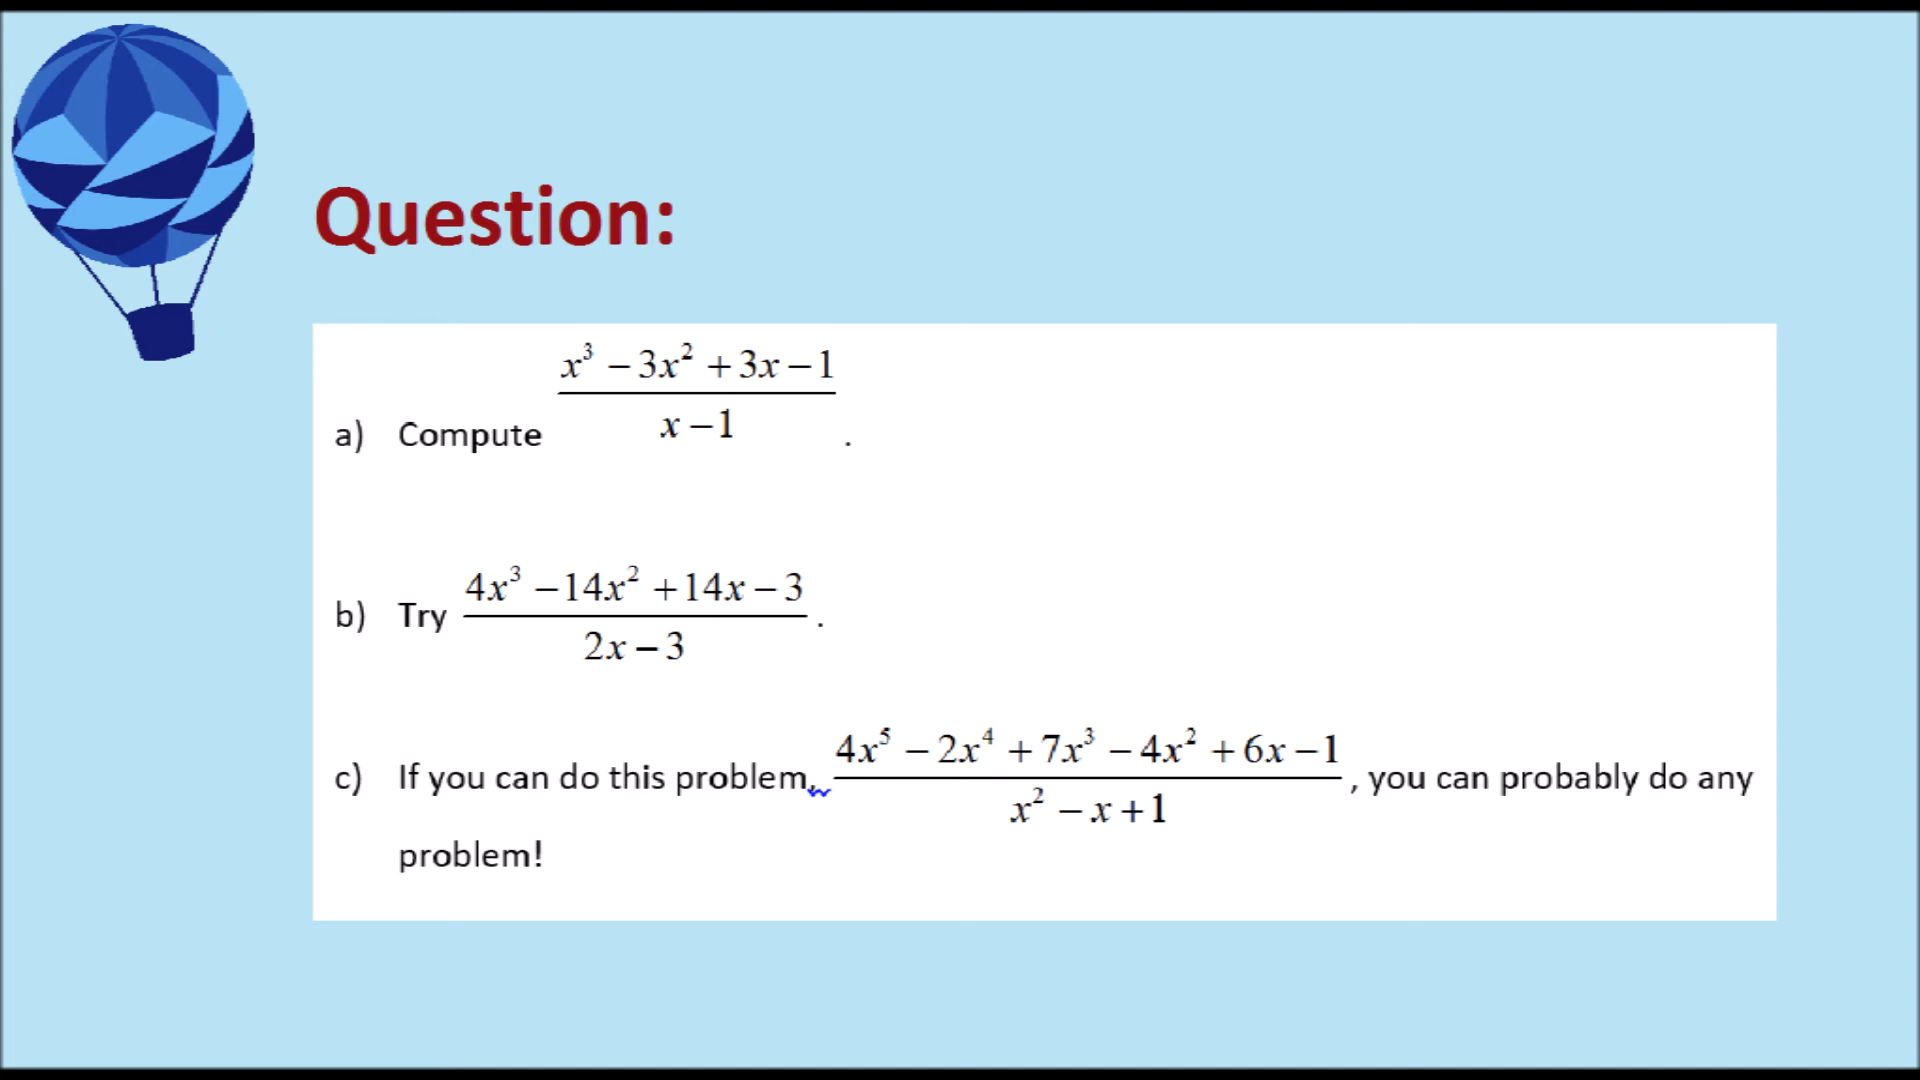 Question:
a) Compute (x³ − 3x² + 3x − 1)/(x − 1) .
b) Try (4x³ − 14x² + 14x − 3)/(2x − 3) .
c) If you can do this problem, (4x⁵ − 2x⁴ + 7x³ − 4x² + 6x − 1)/(x² − x + 1) , you can probably do any
problem!